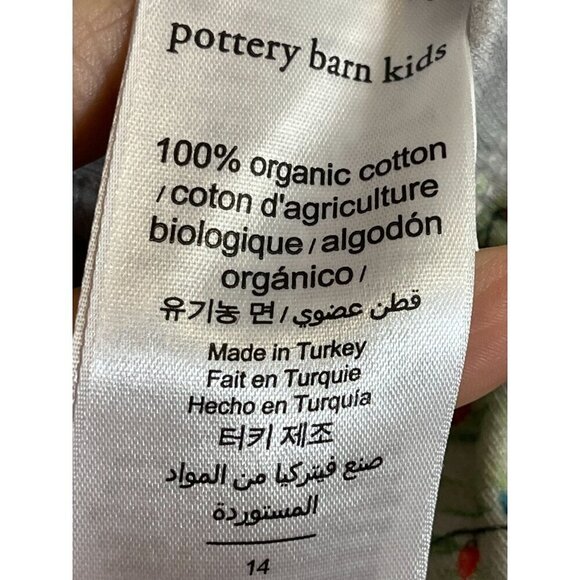 pottery barn kids
100% organic cotton
/ coton d'agriculture
biologique / algodón
orgánico /
유기농 면 / قطن عضوي
Made in Turkey
Fait en Turquie
Hecho en Turquia
터키 제조
صنع فيتركيا من المواد
المستوردة
14